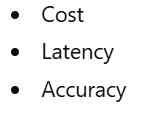 • Cost
• Latency
• Accuracy